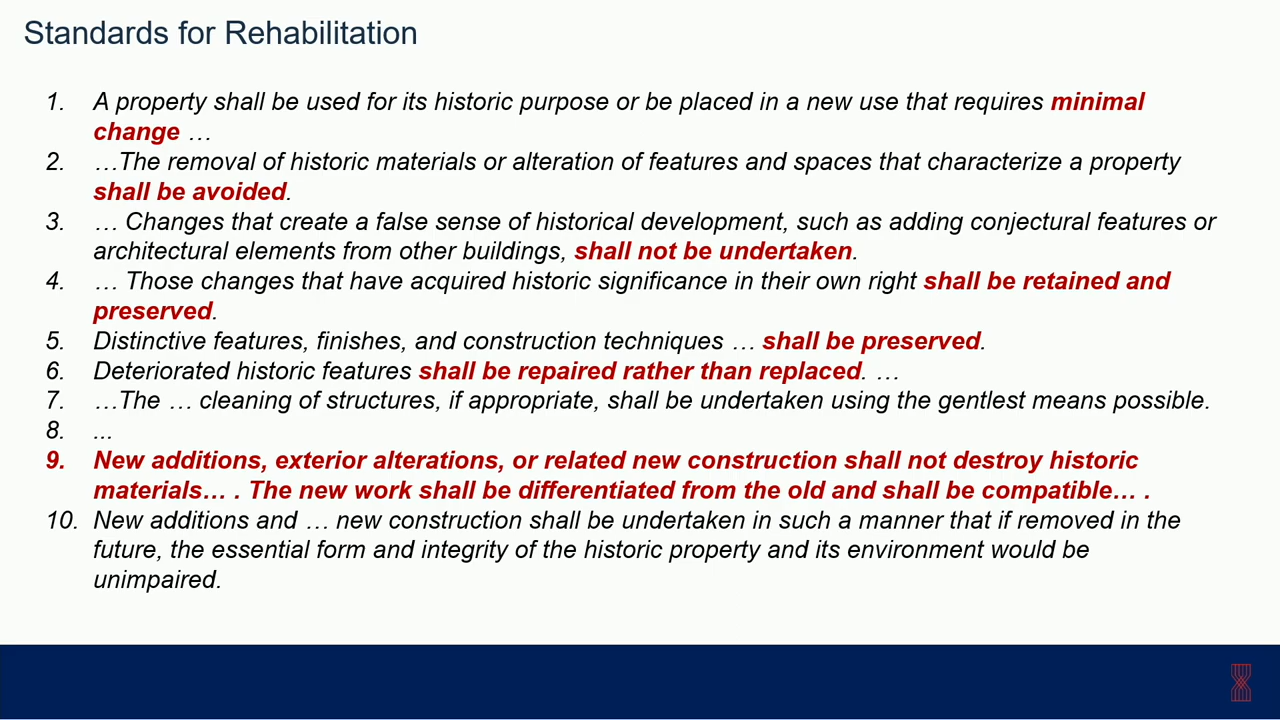 Standards for Rehabilitation
1. A property shall be used for its historic purpose or be placed in a new use that requires minimal
change …
2. …The removal of historic materials or alteration of features and spaces that characterize a property
shall be avoided.
3. … Changes that create a false sense of historical development, such as adding conjectural features or
architectural elements from other buildings, shall not be undertaken.
4. … Those changes that have acquired historic significance in their own right shall be retained and
preserved.
5. Distinctive features, finishes, and construction techniques … shall be preserved.
6. Deteriorated historic features shall be repaired rather than replaced. …
7. …The … cleaning of structures, if appropriate, shall be undertaken using the gentlest means possible.
8. ...
9. New additions, exterior alterations, or related new construction shall not destroy historic
materials… . The new work shall be differentiated from the old and shall be compatible… .
10. New additions and … new construction shall be undertaken in such a manner that if removed in the
future, the essential form and integrity of the historic property and its environment would be
unimpaired.